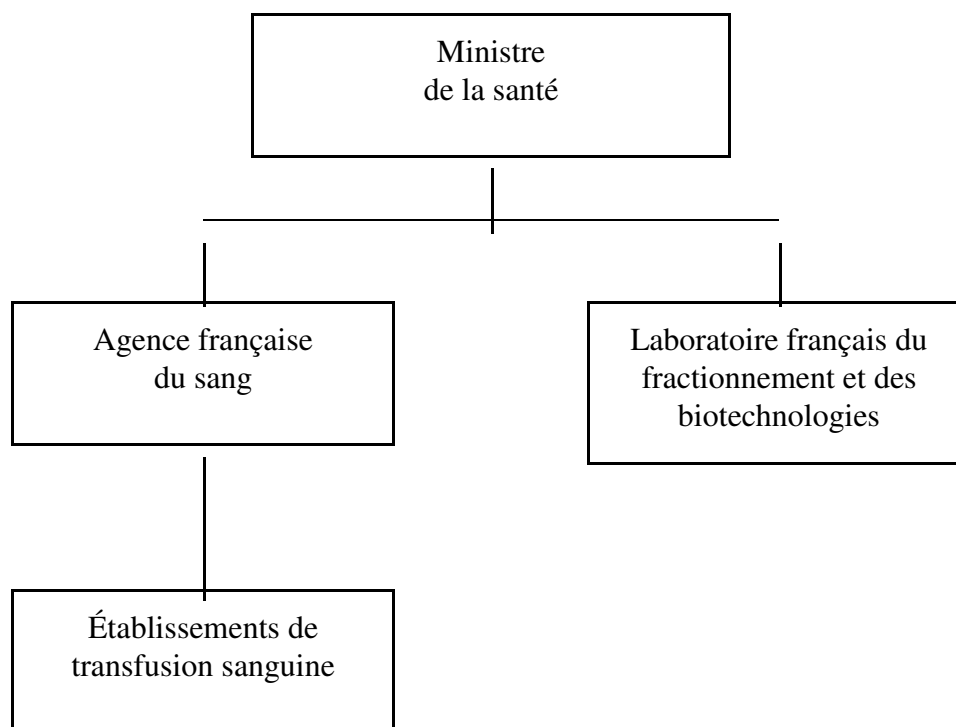 Ministre
de la santé
Agence française
du sang
Laboratoire français du
fractionnement et des
biotechnologies
Établissements de
transfusion sanguine